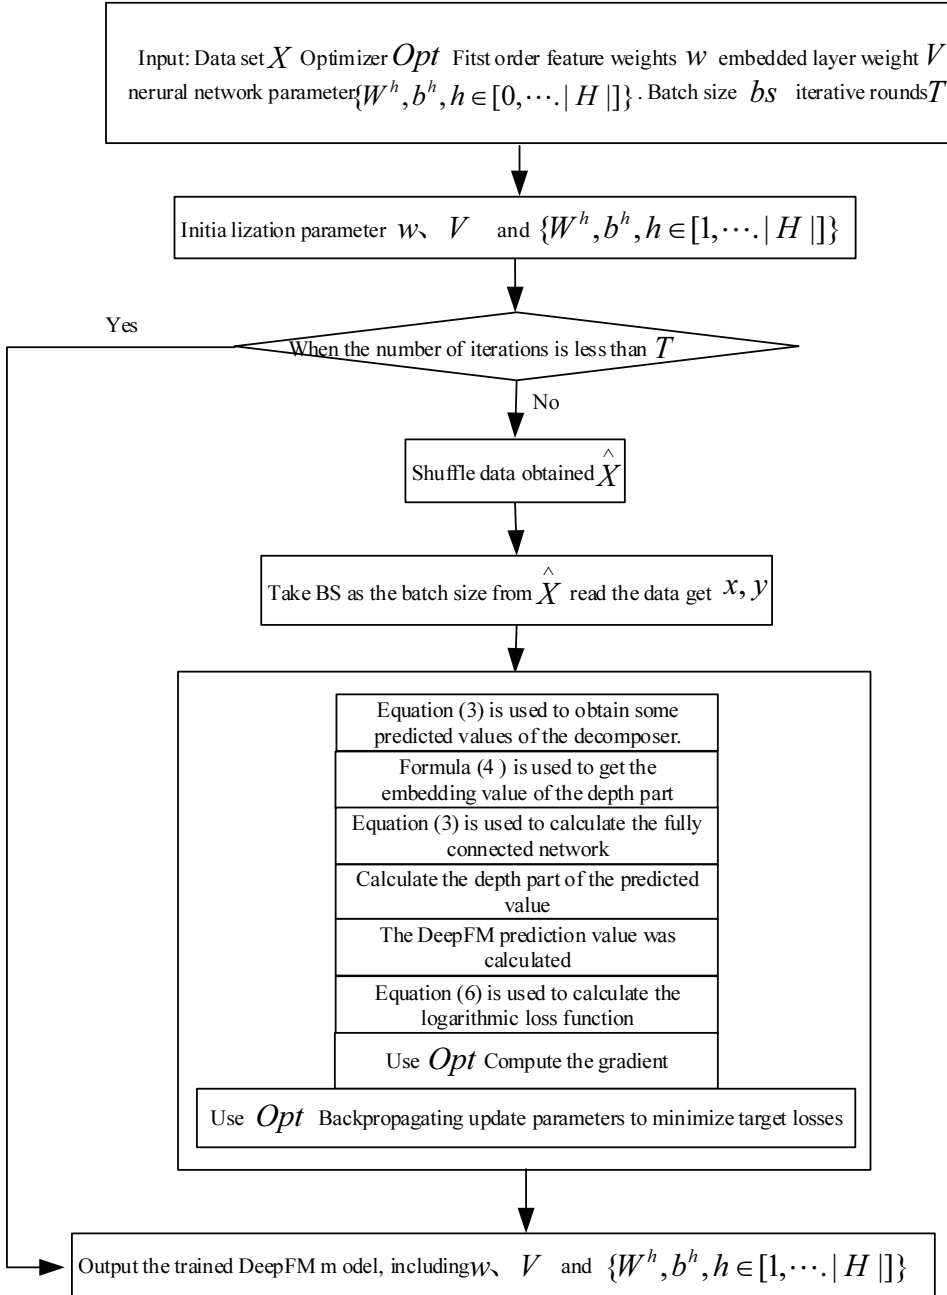 Input: Data set X Optimizer Opt Fitst order feature weights w embedded layer weight V
nerural network parameter{W^h, b^h, h ∈ [0, ⋯. | H |]} . Batch size bs iterative rounds T
Initia lization parameter w、 V and {W^h, b^h, h ∈ [1, ⋯. | H |]}
Yes
When the number of iterations is less than T
No
Shuffle data obtained X̂
Take BS as the batch size from X̂ read the data get x, y
Equation (3) is used to obtain some
predicted values of the decomposer.
Formula (4 ) is used to get the
embedding value of the depth part
Equation (3) is used to calculate the fully
connected network
Calculate the depth part of the predicted
value
The DeepFM prediction value was
calculated
Equation (6) is used to calculate the
logarithmic loss function
Use Opt Compute the gradient
Use Opt Backpropagating update parameters to minimize target losses
Output the trained DeepFM m odel, including w、 V and {W^h, b^h, h ∈ [1, ⋯. | H |]}